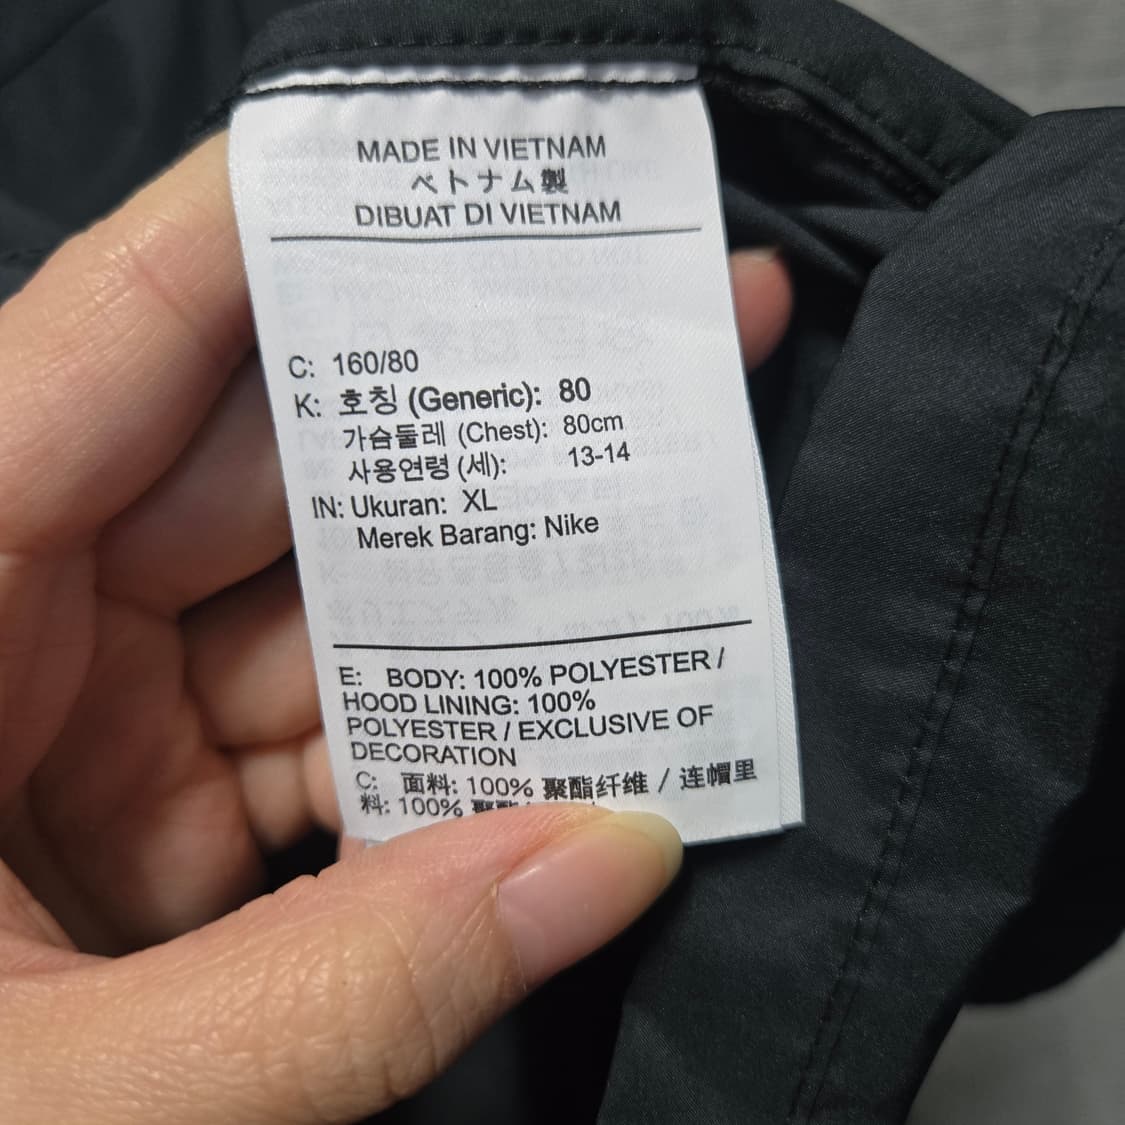 MADE IN VIETNAM
ベトナム製
DIBUAT DI VIETNAM
C: 160/80
K: 호칭 (Generic): 80
가슴둘레 (Chest): 80cm
사용연령 (세): 13-14
IN: Ukuran: XL
Merek Barang: Nike
E: BODY: 100% POLYESTER /
HOOD LINING: 100%
POLYESTER / EXCLUSIVE OF
DECORATION
C: 面料: 100% 聚酯纤维 / 连帽里
料: 100% 聚酯